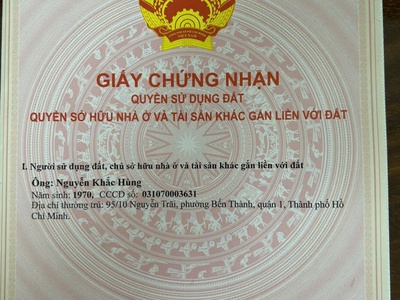 VIỆT NAM
GIẤY CHỨNG NHẬN
QUYỀN SỬ DỤNG ĐẤT
QUYỀN SỞ HỮU NHÀ Ở VÀ TÀI SẢN KHÁC GẮN LIỀN VỚI ĐẤT
I. Người sử dụng đất, chủ sở hữu nhà ở và tài sản khác gắn liền với đất
Ông: Nguyễn Khắc Hùng
Năm sinh: 1970, CCCD số: 031070003631
Địa chỉ thường trú: 95/10 Nguyễn Trãi, phường Bến Thành, quận 1, Thành phố Hồ
Chí Minh.